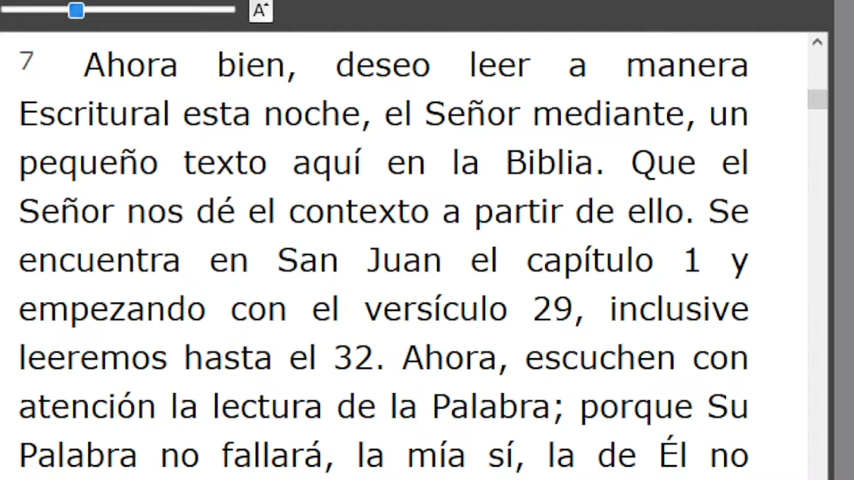 A
7 Ahora bien, deseo leer a manera
Escritural esta noche, el Señor mediante, un
pequeño texto aquí en la Biblia. Que el
Señor nos dé el contexto a partir de ello. Se
encuentra en San Juan el capítulo 1 y
empezando con el versículo 29, inclusive
leeremos hasta el 32. Ahora, escuchen con
atención la lectura de la Palabra; porque Su
Palabra no fallará, la mía sí, la de Él no